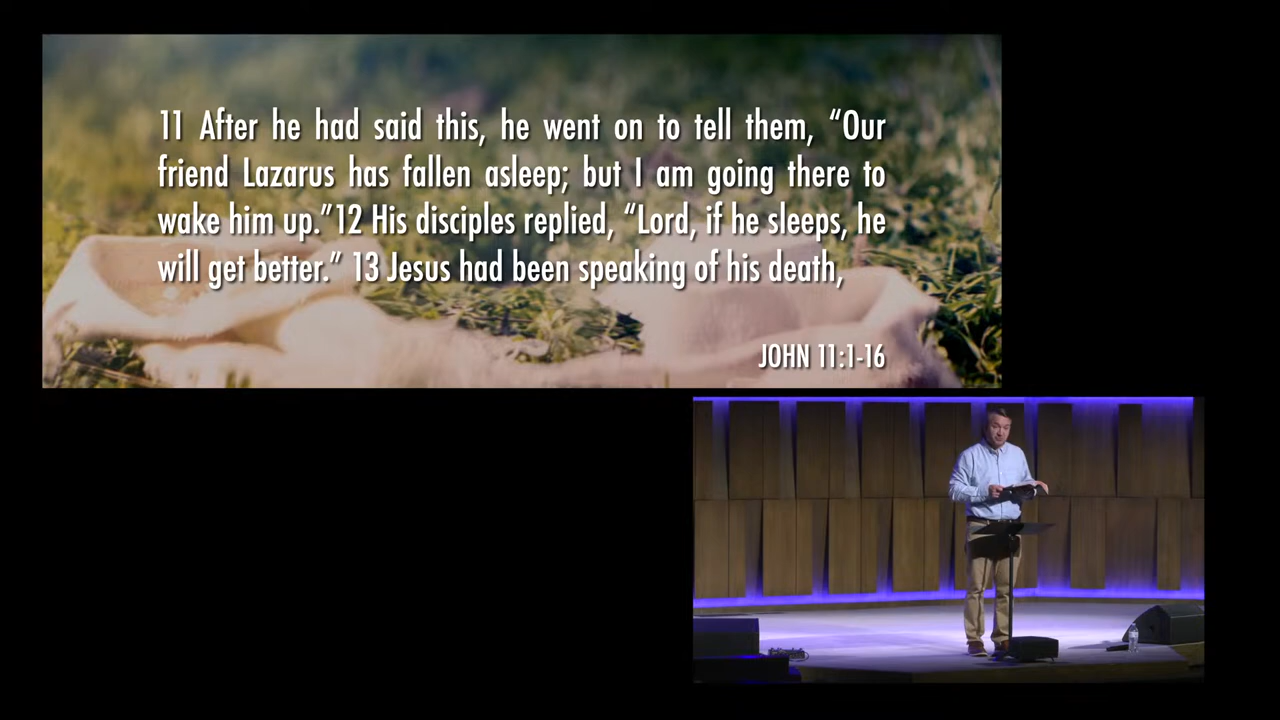 11 After he had said this, he went on to tell them, “Our
friend Lazarus has fallen asleep; but I am going there to
wake him up.”12 His disciples replied, “Lord, if he sleeps, he
will get better.” 13 Jesus had been speaking of his death,
JOHN 11:1-16